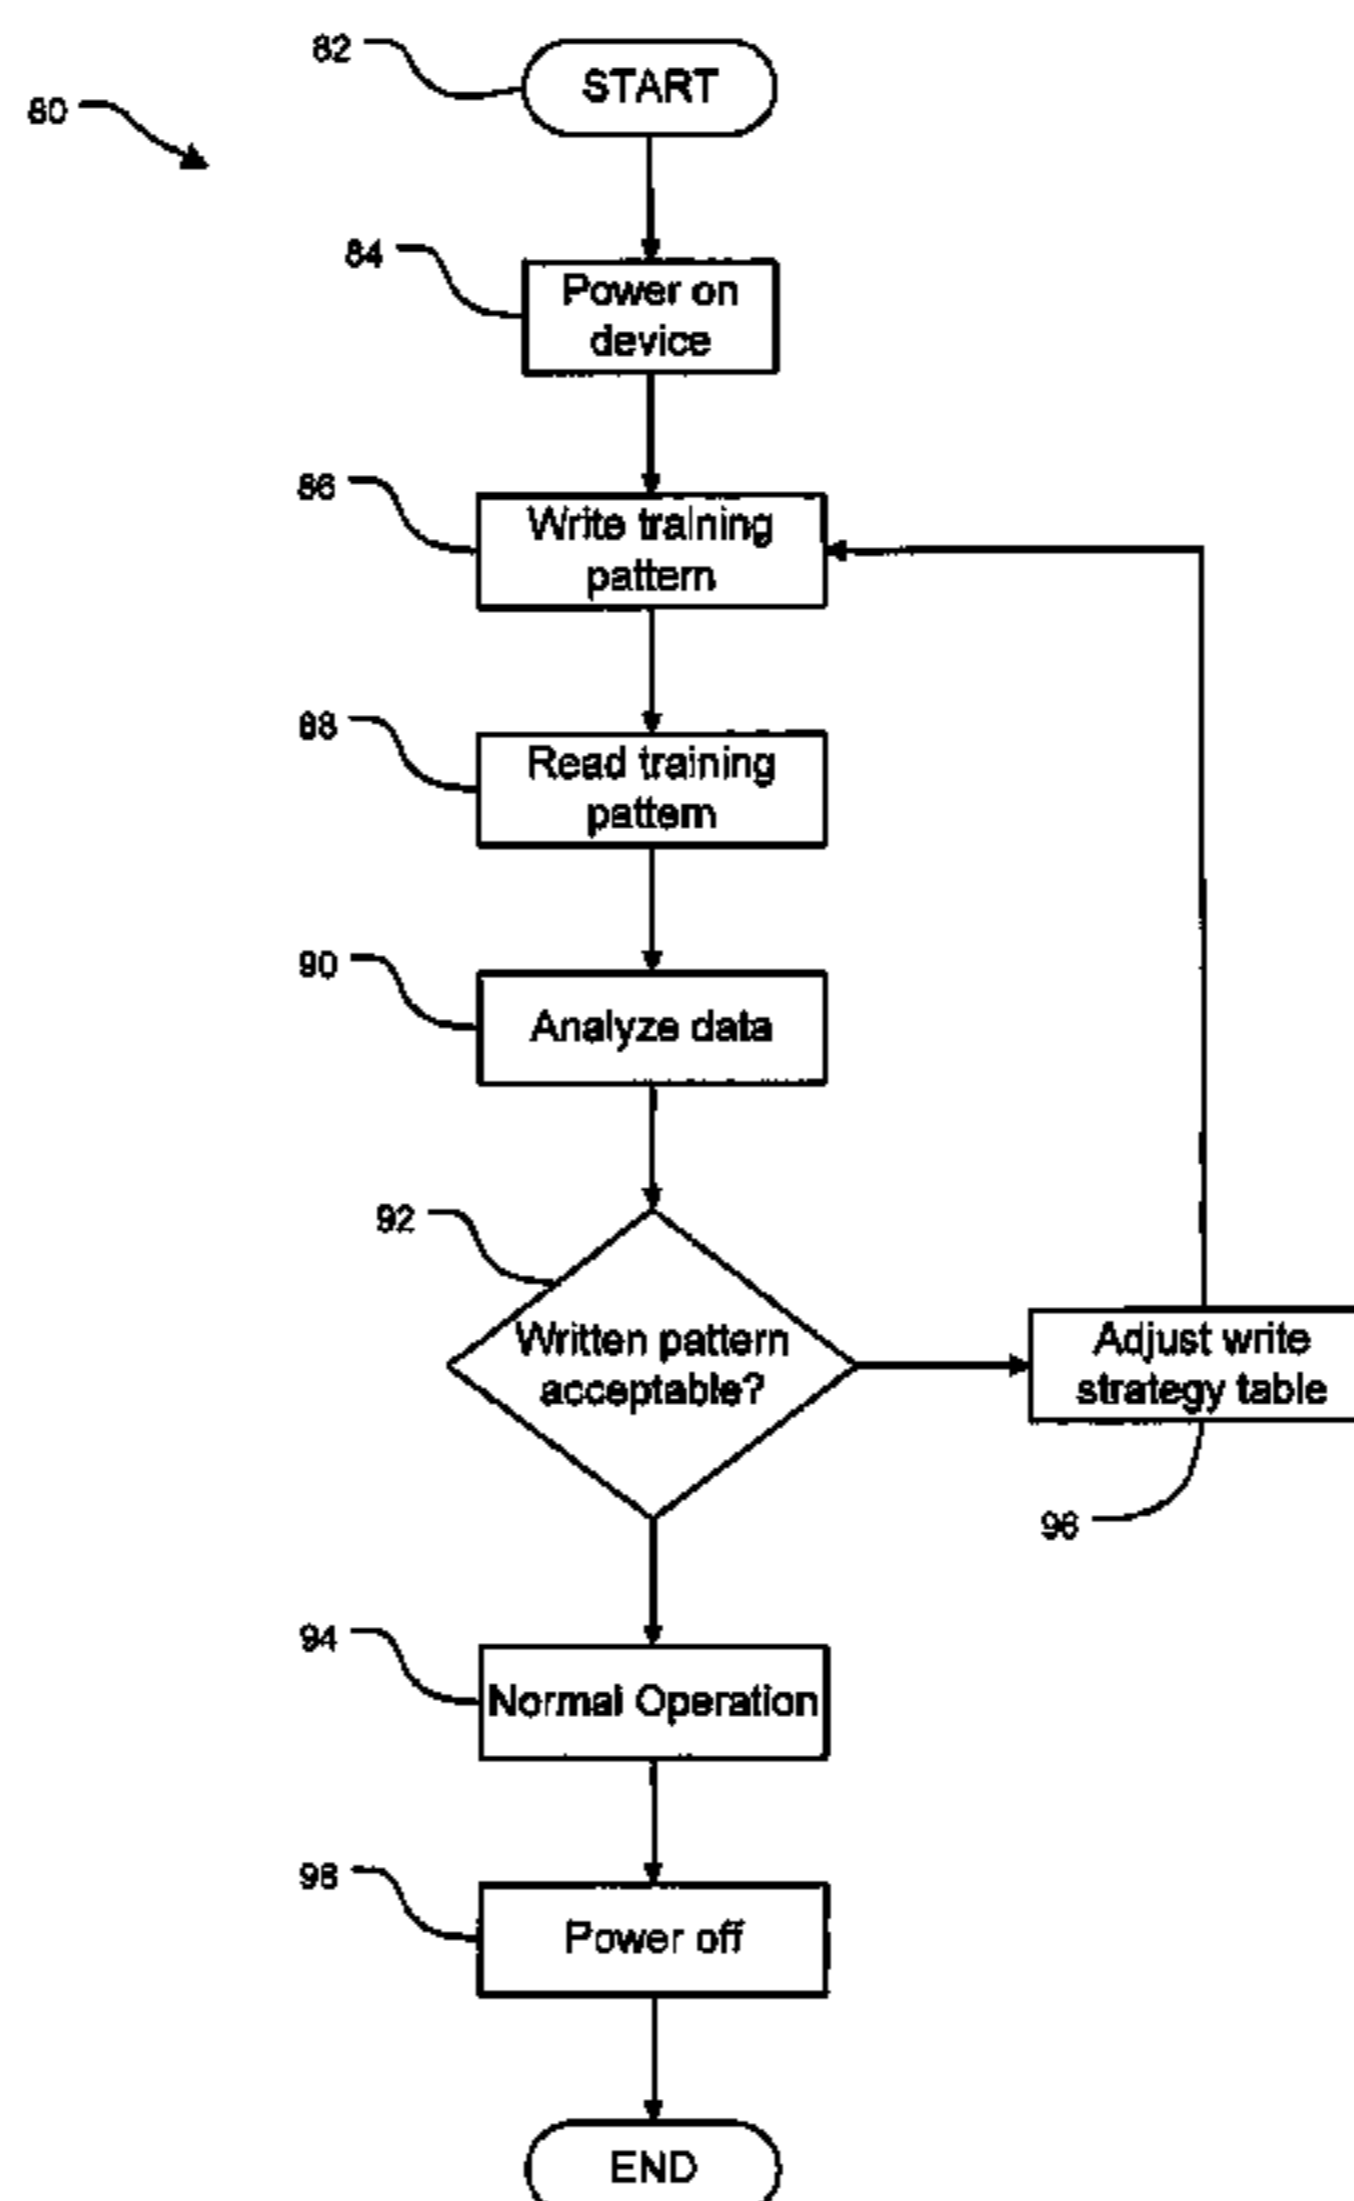 82
START
80
84
Power on
device
86
Write training
pattern
88
Read training
pattern
90
Analyze data
92
Written pattern
acceptable?
Adjust write
strategy table
96
94
Normal Operation
98
Power off
END